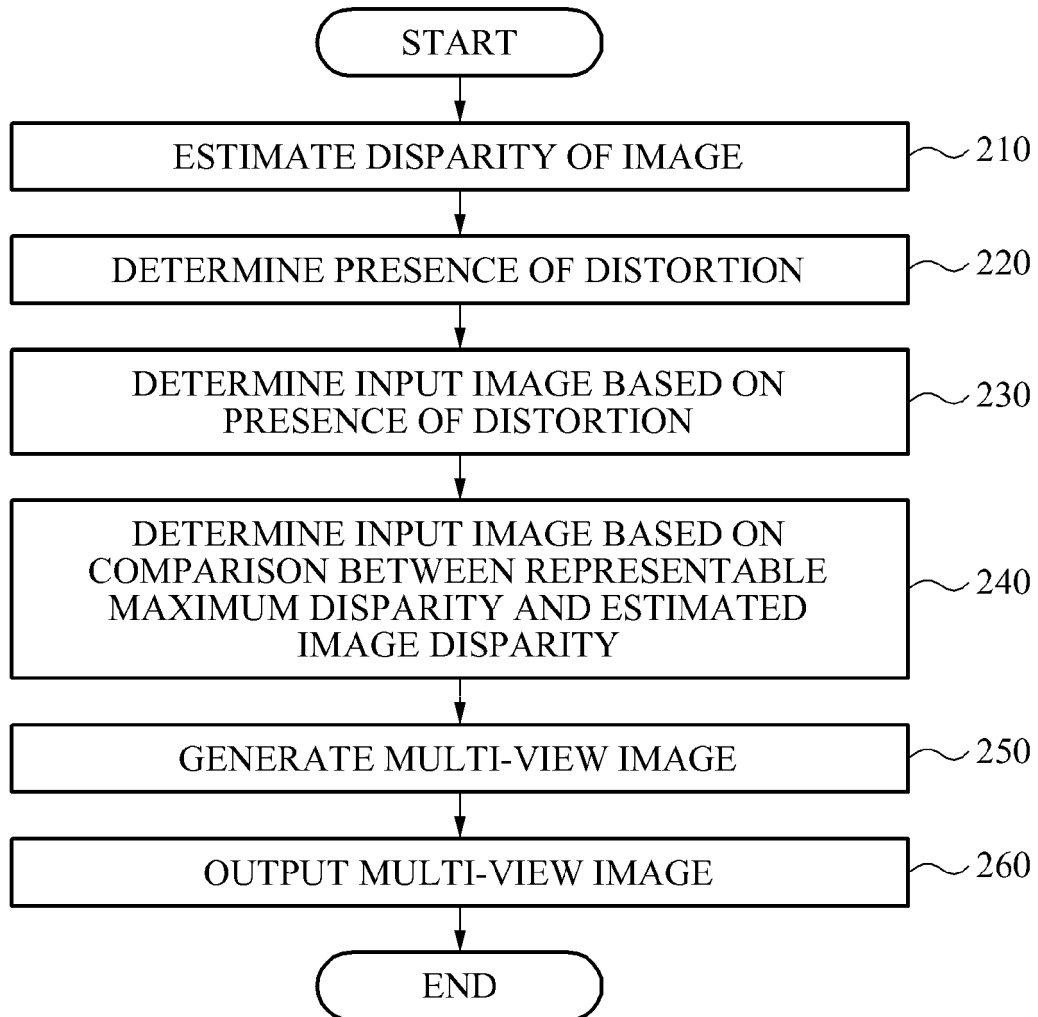 START
ESTIMATE DISPARITY OF IMAGE
210
DETERMINE PRESENCE OF DISTORTION
220
DETERMINE INPUT IMAGE BASED ON
PRESENCE OF DISTORTION
230
DETERMINE INPUT IMAGE BASED ON
COMPARISON BETWEEN REPRESENTABLE
MAXIMUM DISPARITY AND ESTIMATED
IMAGE DISPARITY
240
GENERATE MULTI-VIEW IMAGE
250
OUTPUT MULTI-VIEW IMAGE
260
END